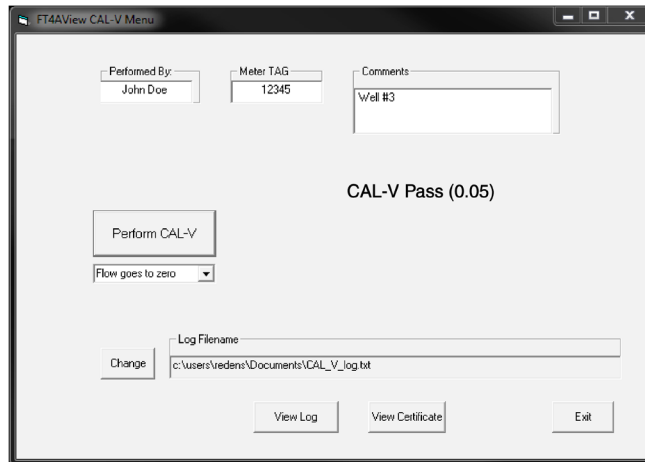 FT4AView CAL-V Menu
Performed By:
Meter TAG
Comments
John Doe
12345
Well #3
CAL-V Pass (0.05)
Perform CAL-V
Flow goes to zero
Log Filename
Change
c:\users\redens\Documents\CAL_V_log.txt
View Log
View Certificate
Exit